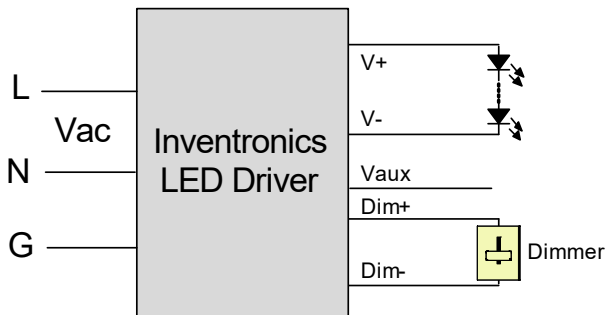 L
Vac
N
G
Inventronics
LED Driver
V+
V-
Vaux
Dim+
Dim-
Dimmer